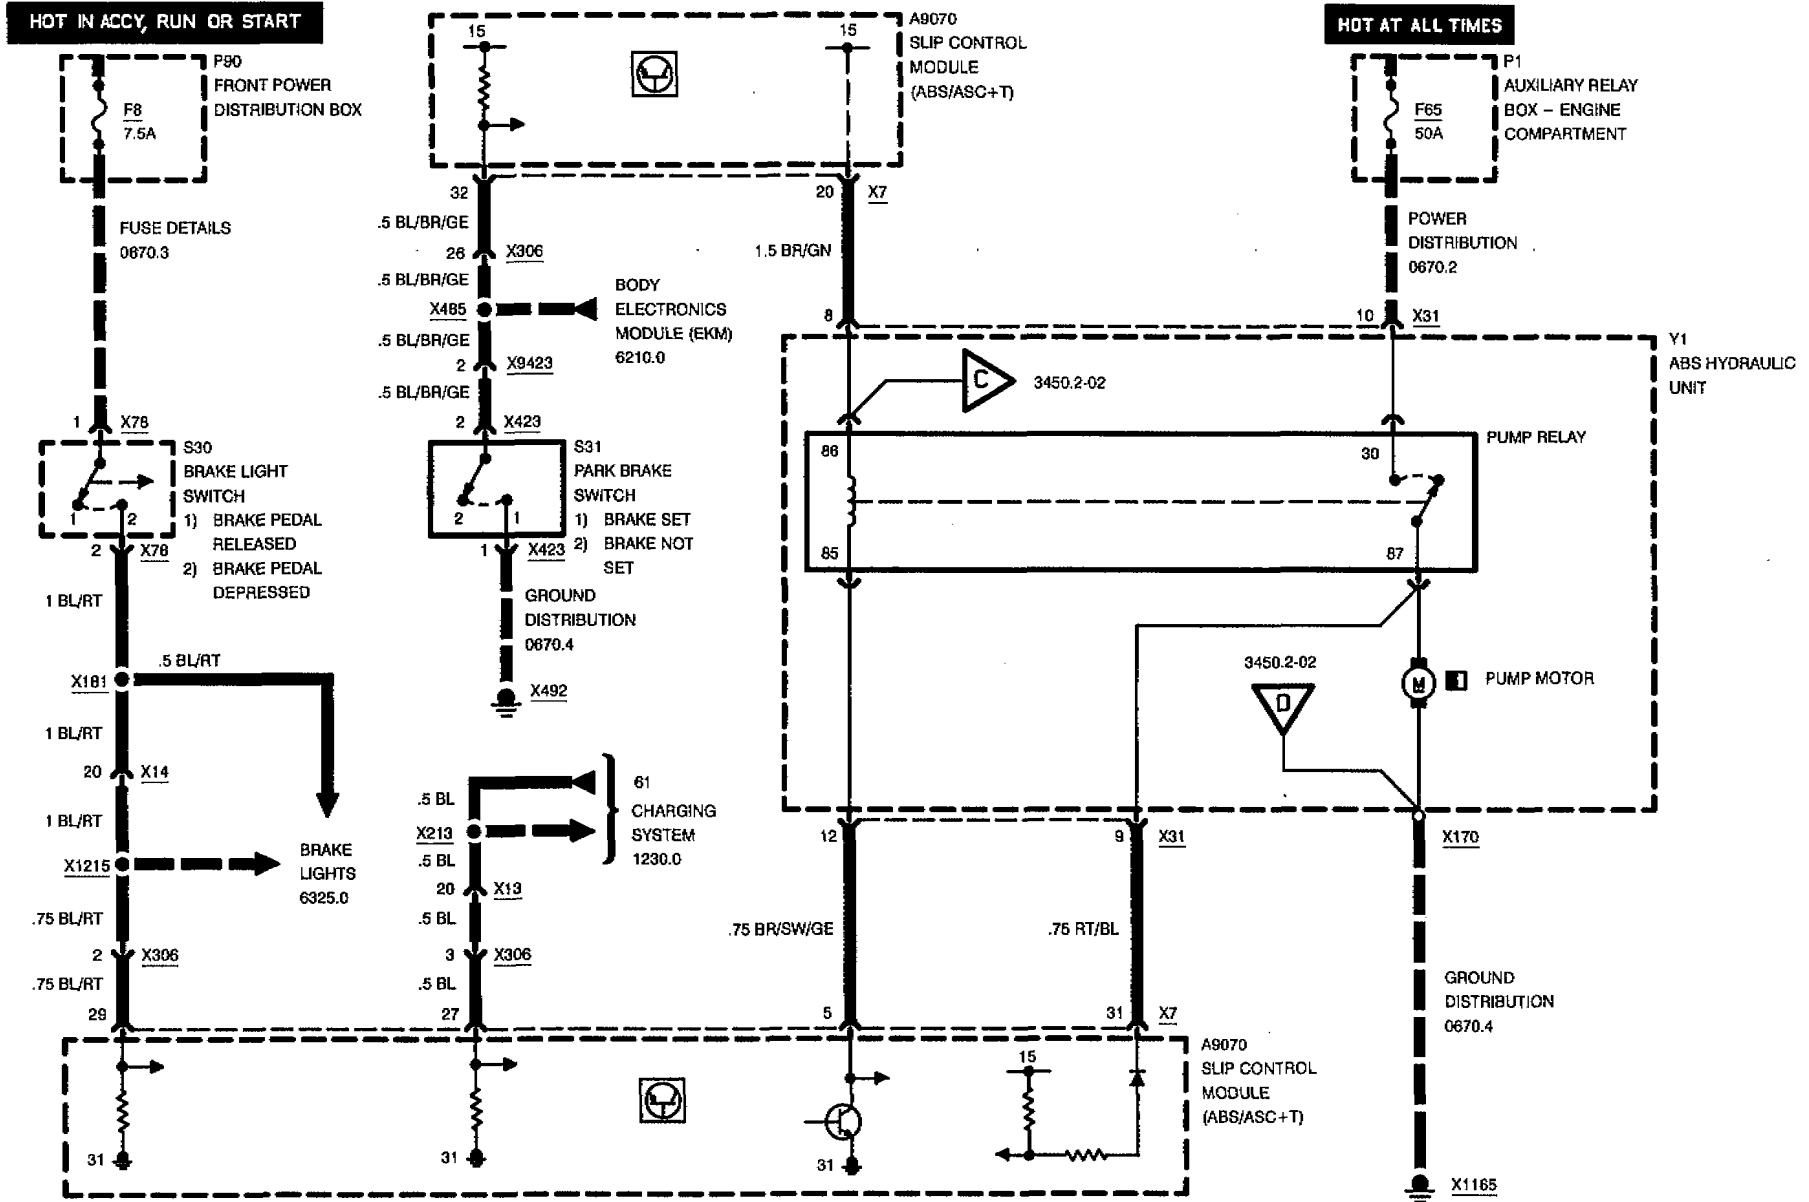 HOT IN ACCY, RUN OR START
P90
FRONT POWER
DISTRIBUTION BOX
F8
7.5A
FUSE DETAILS
0670.3
1 X78
S30
BRAKE LIGHT
SWITCH
1) BRAKE PEDAL
RELEASED
2) BRAKE PEDAL
DEPRESSED
1 2
2 X78
1 BL/RT
.5 BL/RT
X181
1 BL/RT
20 X14
1 BL/RT
X1215
BRAKE
LIGHTS
6325.0
.75 BL/RT
2 X306
.75 BL/RT
29
31
15
15
A9070
SLIP CONTROL
MODULE
(ABS/ASC+T)
32
20 X7
.5 BL/BR/GE
26 X306
.5 BL/BR/GE
X485
BODY
ELECTRONICS
MODULE (EKM)
6210.0
.5 BL/BR/GE
2 X9423
.5 BL/BR/GE
2 X423
S31
PARK BRAKE
SWITCH
1) BRAKE SET
2) BRAKE NOT
SET
2 1
1 X423
GROUND
DISTRIBUTION
0670.4
X492
61
CHARGING
SYSTEM
1230.0
.5 BL
X213
.5 BL
20 X13
.5 BL
3 X306
.5 BL
27
31
1.5 BR/GN
8
HOT AT ALL TIMES
P1
AUXILIARY RELAY
BOX – ENGINE
COMPARTMENT
F65
50A
POWER
DISTRIBUTION
0670.2
10 X31
Y1
ABS HYDRAULIC
UNIT
C
3450.2-02
PUMP RELAY
86
30
85
87
3450.2-02
D
M
PUMP MOTOR
12
9 X31
X170
.75 BR/SW/GE
.75 RT/BL
5
31 X7
GROUND
DISTRIBUTION
0670.4
A9070
SLIP CONTROL
MODULE
(ABS/ASC+T)
15
31
X1165